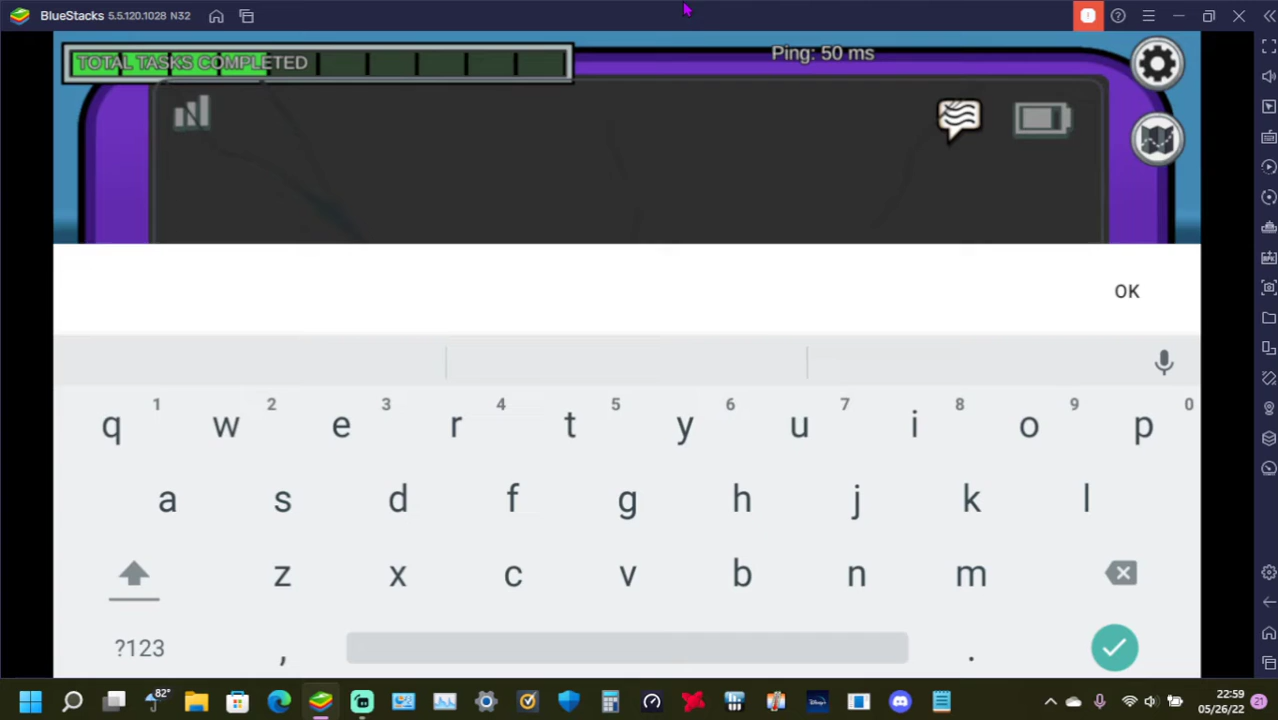 BlueStacks 5.5.120.1028 N32
TOTAL TASKS COMPLETED
Ping: 50 ms
OK
1 2 3 4 5 6 7 8 9 0
q w e r t y u i o p
a s d f g h j k l
z x c v b n m
?123 , .
82°
22:59
05/26/22
21